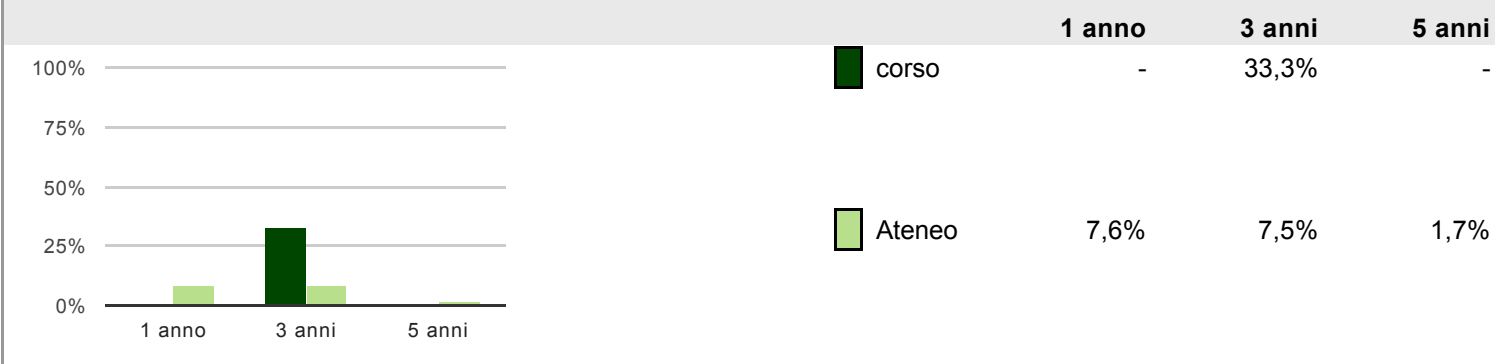 1 anno 3 anni 5 anni
100%
75%
50%
25%
0%
1 anno 3 anni 5 anni
corso - 33,3% -
Ateneo 7,6% 7,5% 1,7%